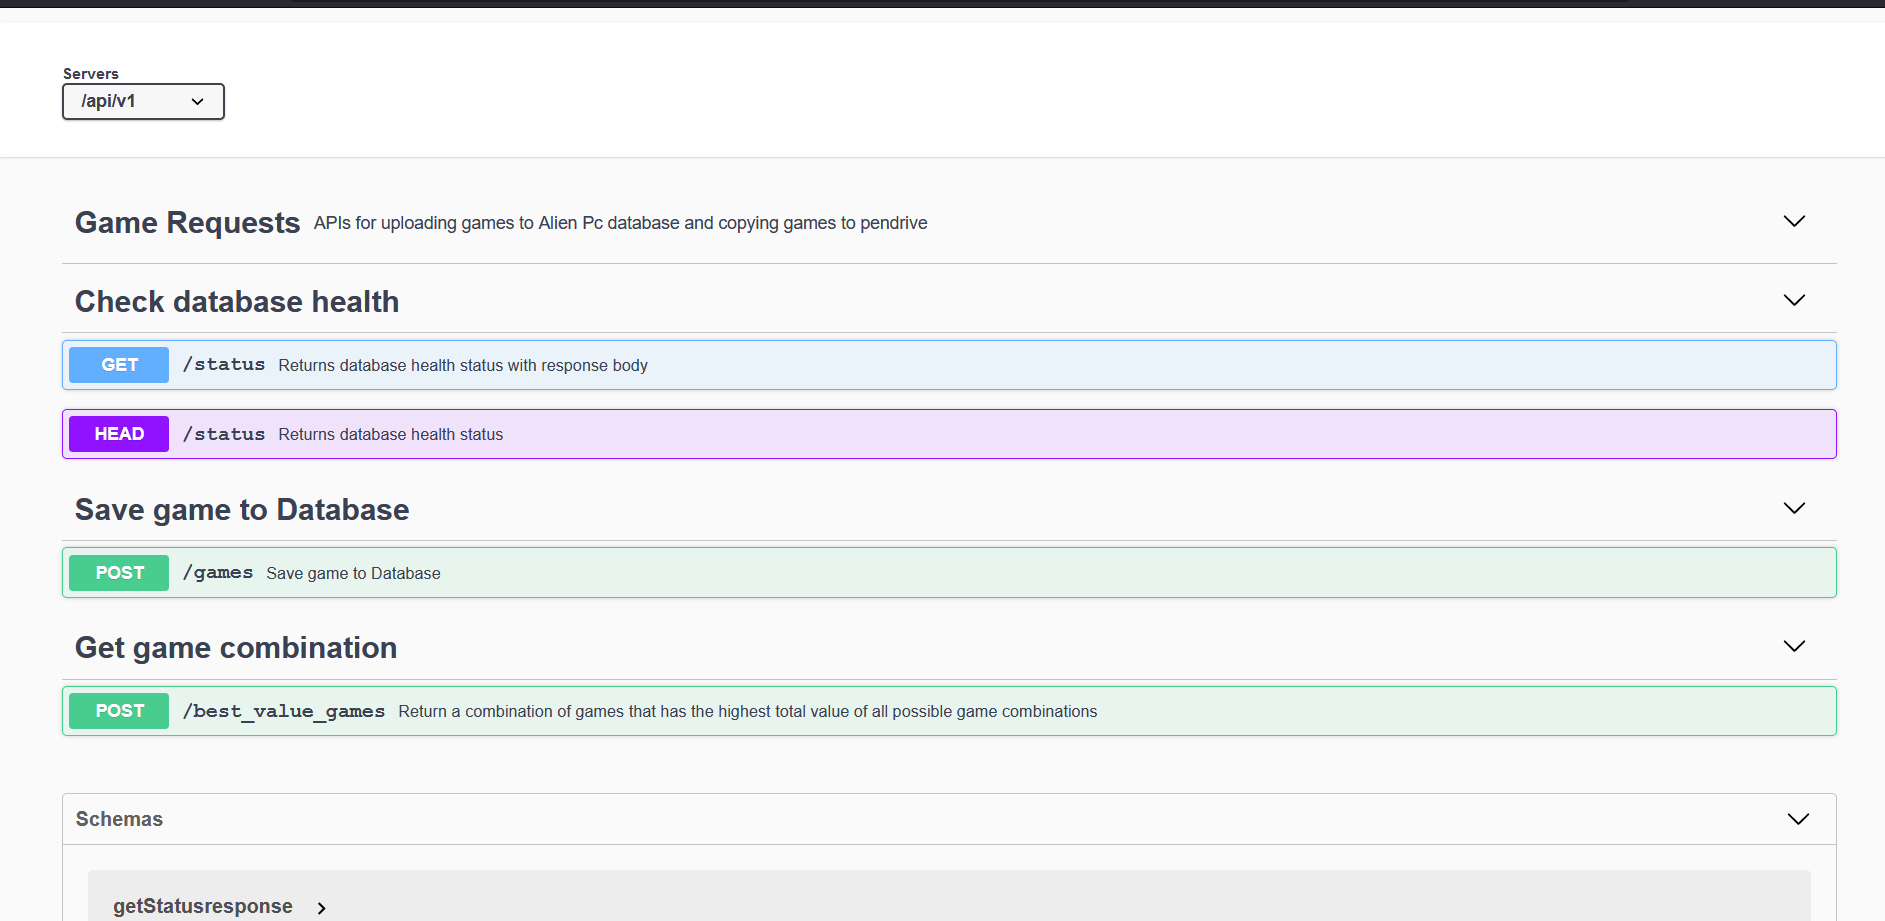 Servers
/api/v1
Game Requests APIs for uploading games to Alien Pc database and copying games to pendrive
Check database health
GET /status Returns database health status with response body
HEAD /status Returns database health status
Save game to Database
POST /games Save game to Database
Get game combination
POST /best_value_games Return a combination of games that has the highest total value of all possible game combinations
Schemas
getStatusresponse